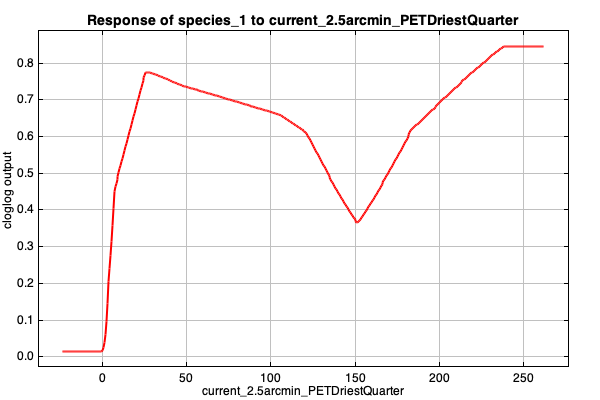 Response of species_1 to current_2.5arcmin_PETDriestQuarter
cloglog output
0.8
0.7
0.6
0.5
0.4
0.3
0.2
0.1
0.0
0 50 100 150 200 250
current_2.5arcmin_PETDriestQuarter